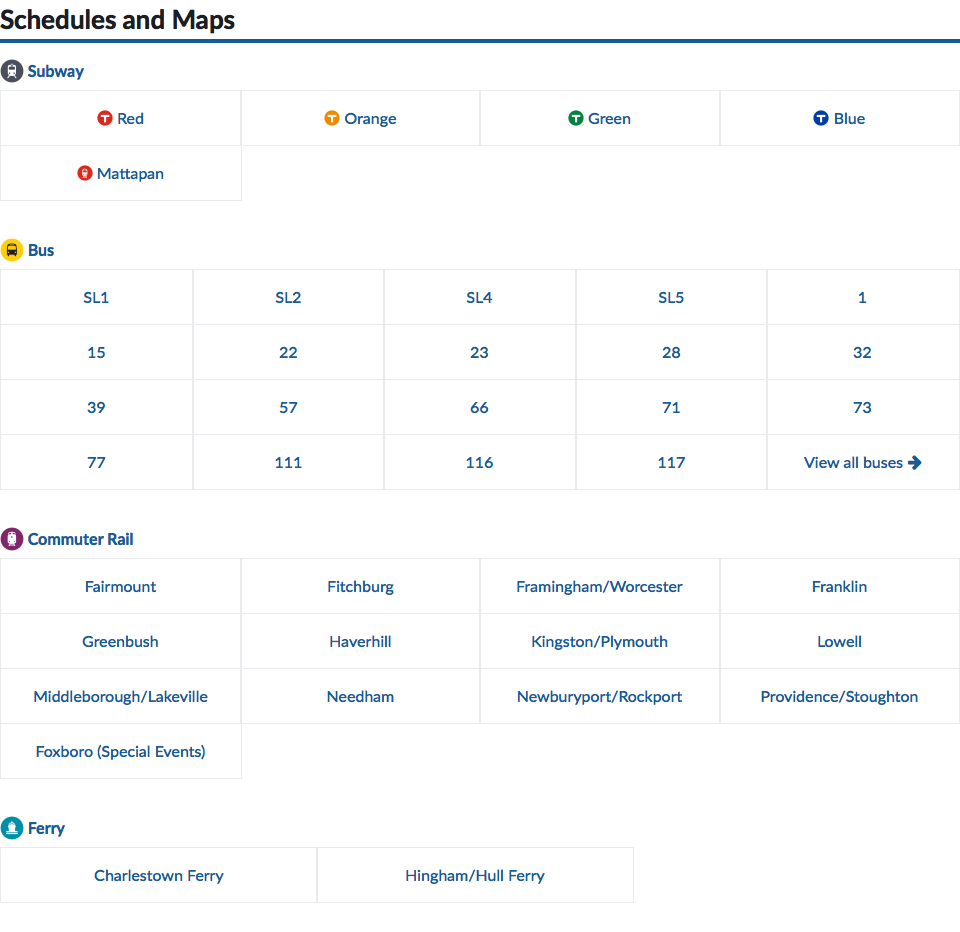 Schedules and Maps
Subway
T Red T Orange T Green T Blue
Mattapan
Bus
SL1 SL2 SL4 SL5 1
15 22 23 28 32
39 57 66 71 73
77 111 116 117 View all buses
Commuter Rail
Fairmount Fitchburg Framingham/Worcester Franklin
Greenbush Haverhill Kingston/Plymouth Lowell
Middleborough/Lakeville Needham Newburyport/Rockport Providence/Stoughton
Foxboro (Special Events)
Ferry
Charlestown Ferry Hingham/Hull Ferry